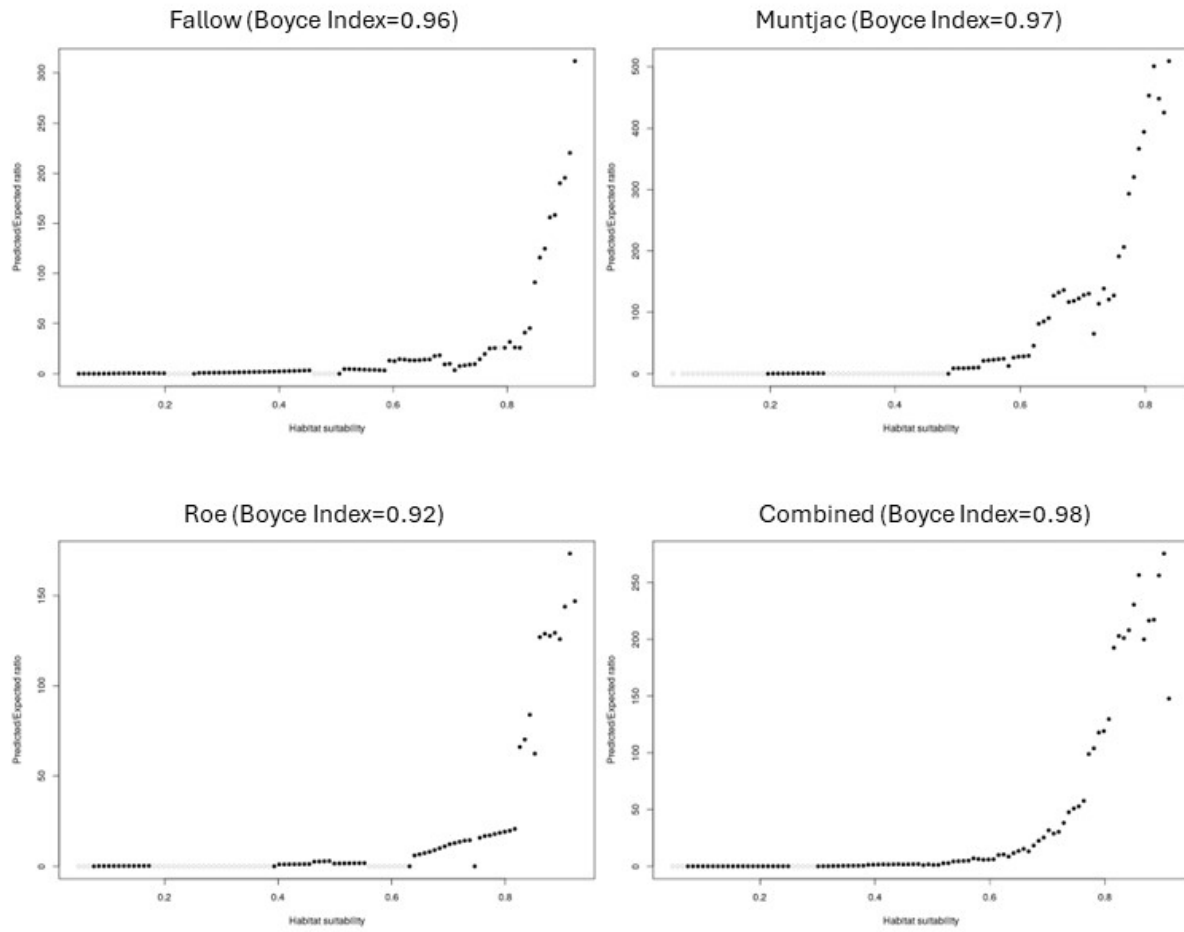 Fallow (Boyce Index=0.96)
Predicted/Expected ratio
300
250
200
150
100
50
0
0.2 0.4 0.6 0.8
Habitat suitability
Muntjac (Boyce Index=0.97)
Predicted/Expected ratio
500
400
300
200
100
0
0.2 0.4 0.6 0.8
Habitat suitability
Roe (Boyce Index=0.92)
Predicted/Expected ratio
150
100
50
0
0.2 0.4 0.6 0.8
Habitat suitability
Combined (Boyce Index=0.98)
Predicted/Expected ratio
250
200
150
100
50
0
0.2 0.4 0.6 0.8
Habitat suitability